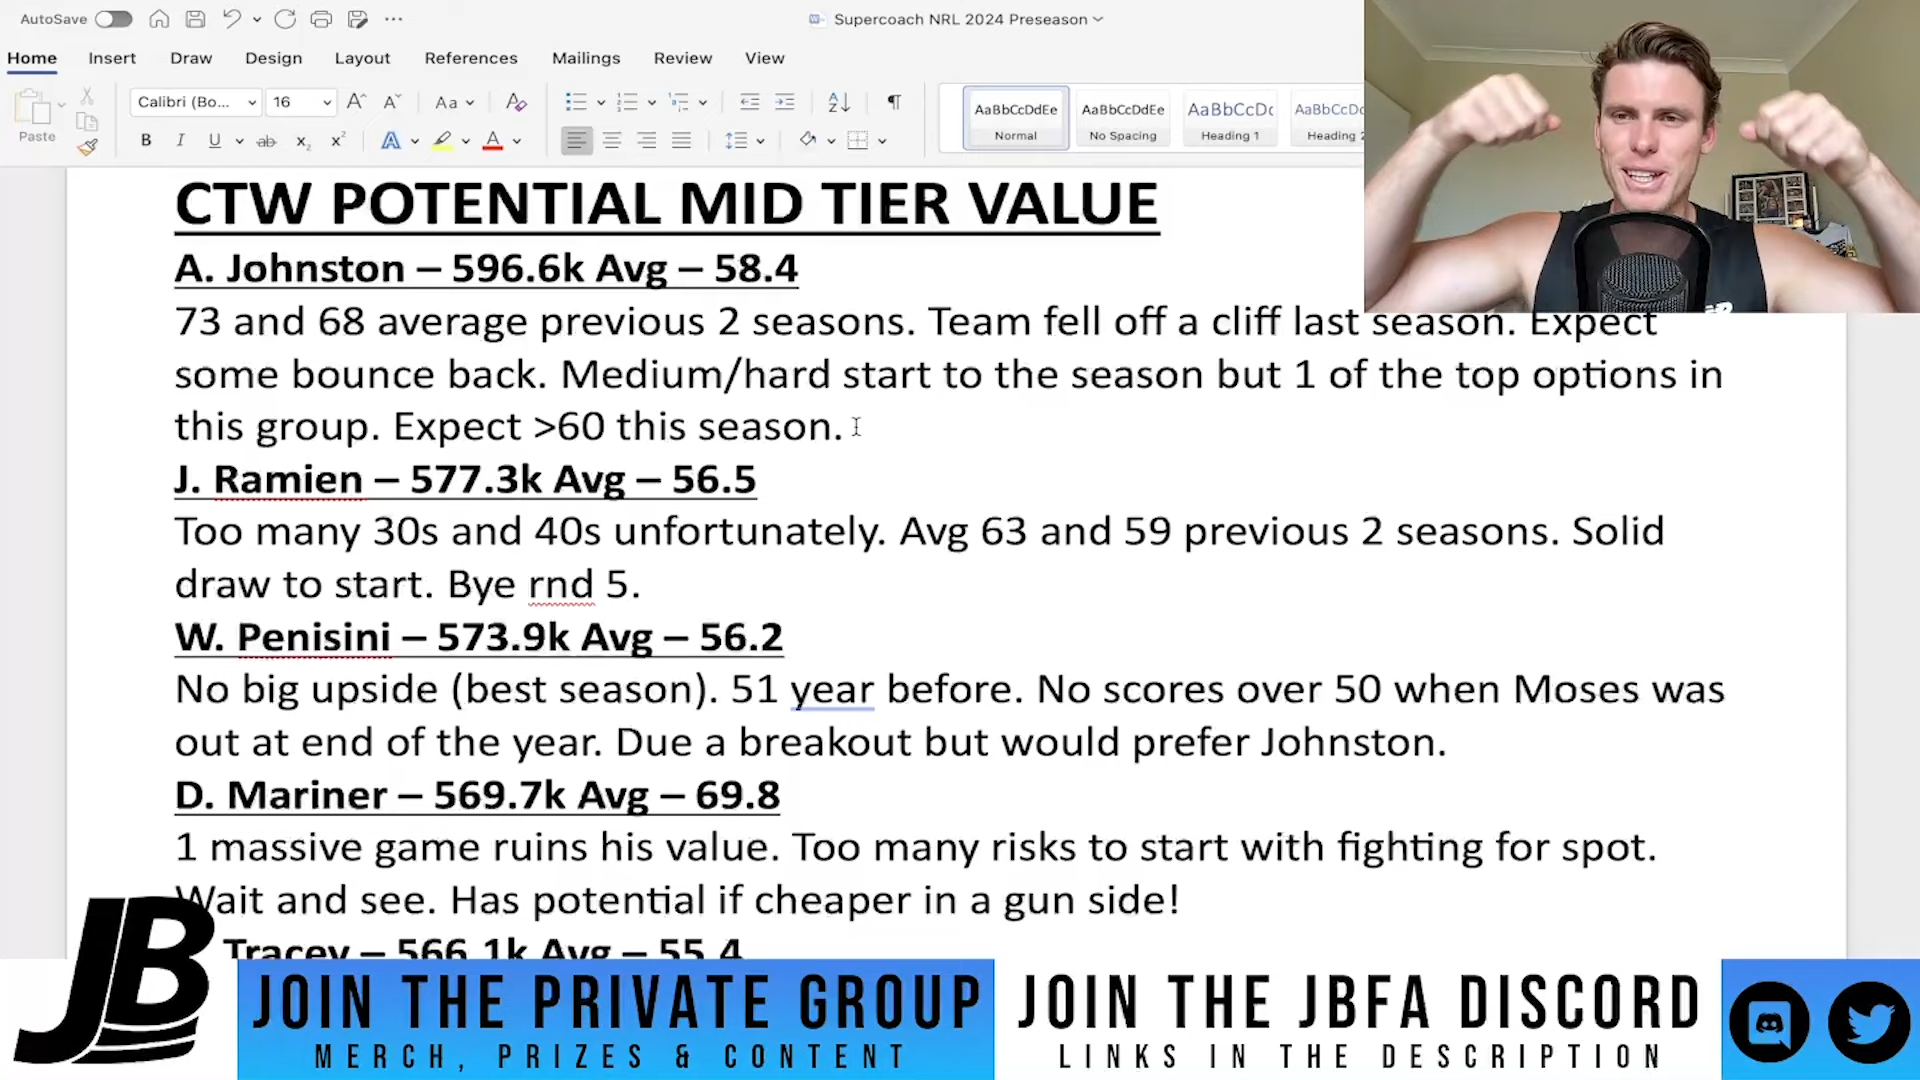 AutoSave
Supercoach NRL 2024 Preseason
Home Insert Draw Design Layout References Mailings Review View
Paste
Calibri (Bo... 16
AaBbCcDdEe AaBbCcDdEe AaBbCcDc AaBbCcDc
Normal No Spacing Heading 1 Heading 2
CTW POTENTIAL MID TIER VALUE
A. Johnston – 596.6k Avg – 58.4
73 and 68 average previous 2 seasons. Team fell off a cliff last season. Expect
some bounce back. Medium/hard start to the season but 1 of the top options in
this group. Expect >60 this season.
J. Ramien – 577.3k Avg – 56.5
Too many 30s and 40s unfortunately. Avg 63 and 59 previous 2 seasons. Solid
draw to start. Bye rnd 5.
W. Penisini – 573.9k Avg – 56.2
No big upside (best season). 51 year before. No scores over 50 when Moses was
out at end of the year. Due a breakout but would prefer Johnston.
D. Mariner – 569.7k Avg – 69.8
1 massive game ruins his value. Too many risks to start with fighting for spot.
Wait and see. Has potential if cheaper in a gun side!
Tracey – 566.1k Avg – 55.4
JB
JOIN THE PRIVATE GROUP
MERCH, PRIZES & CONTENT
JOIN THE JBFA DISCORD
LINKS IN THE DESCRIPTION